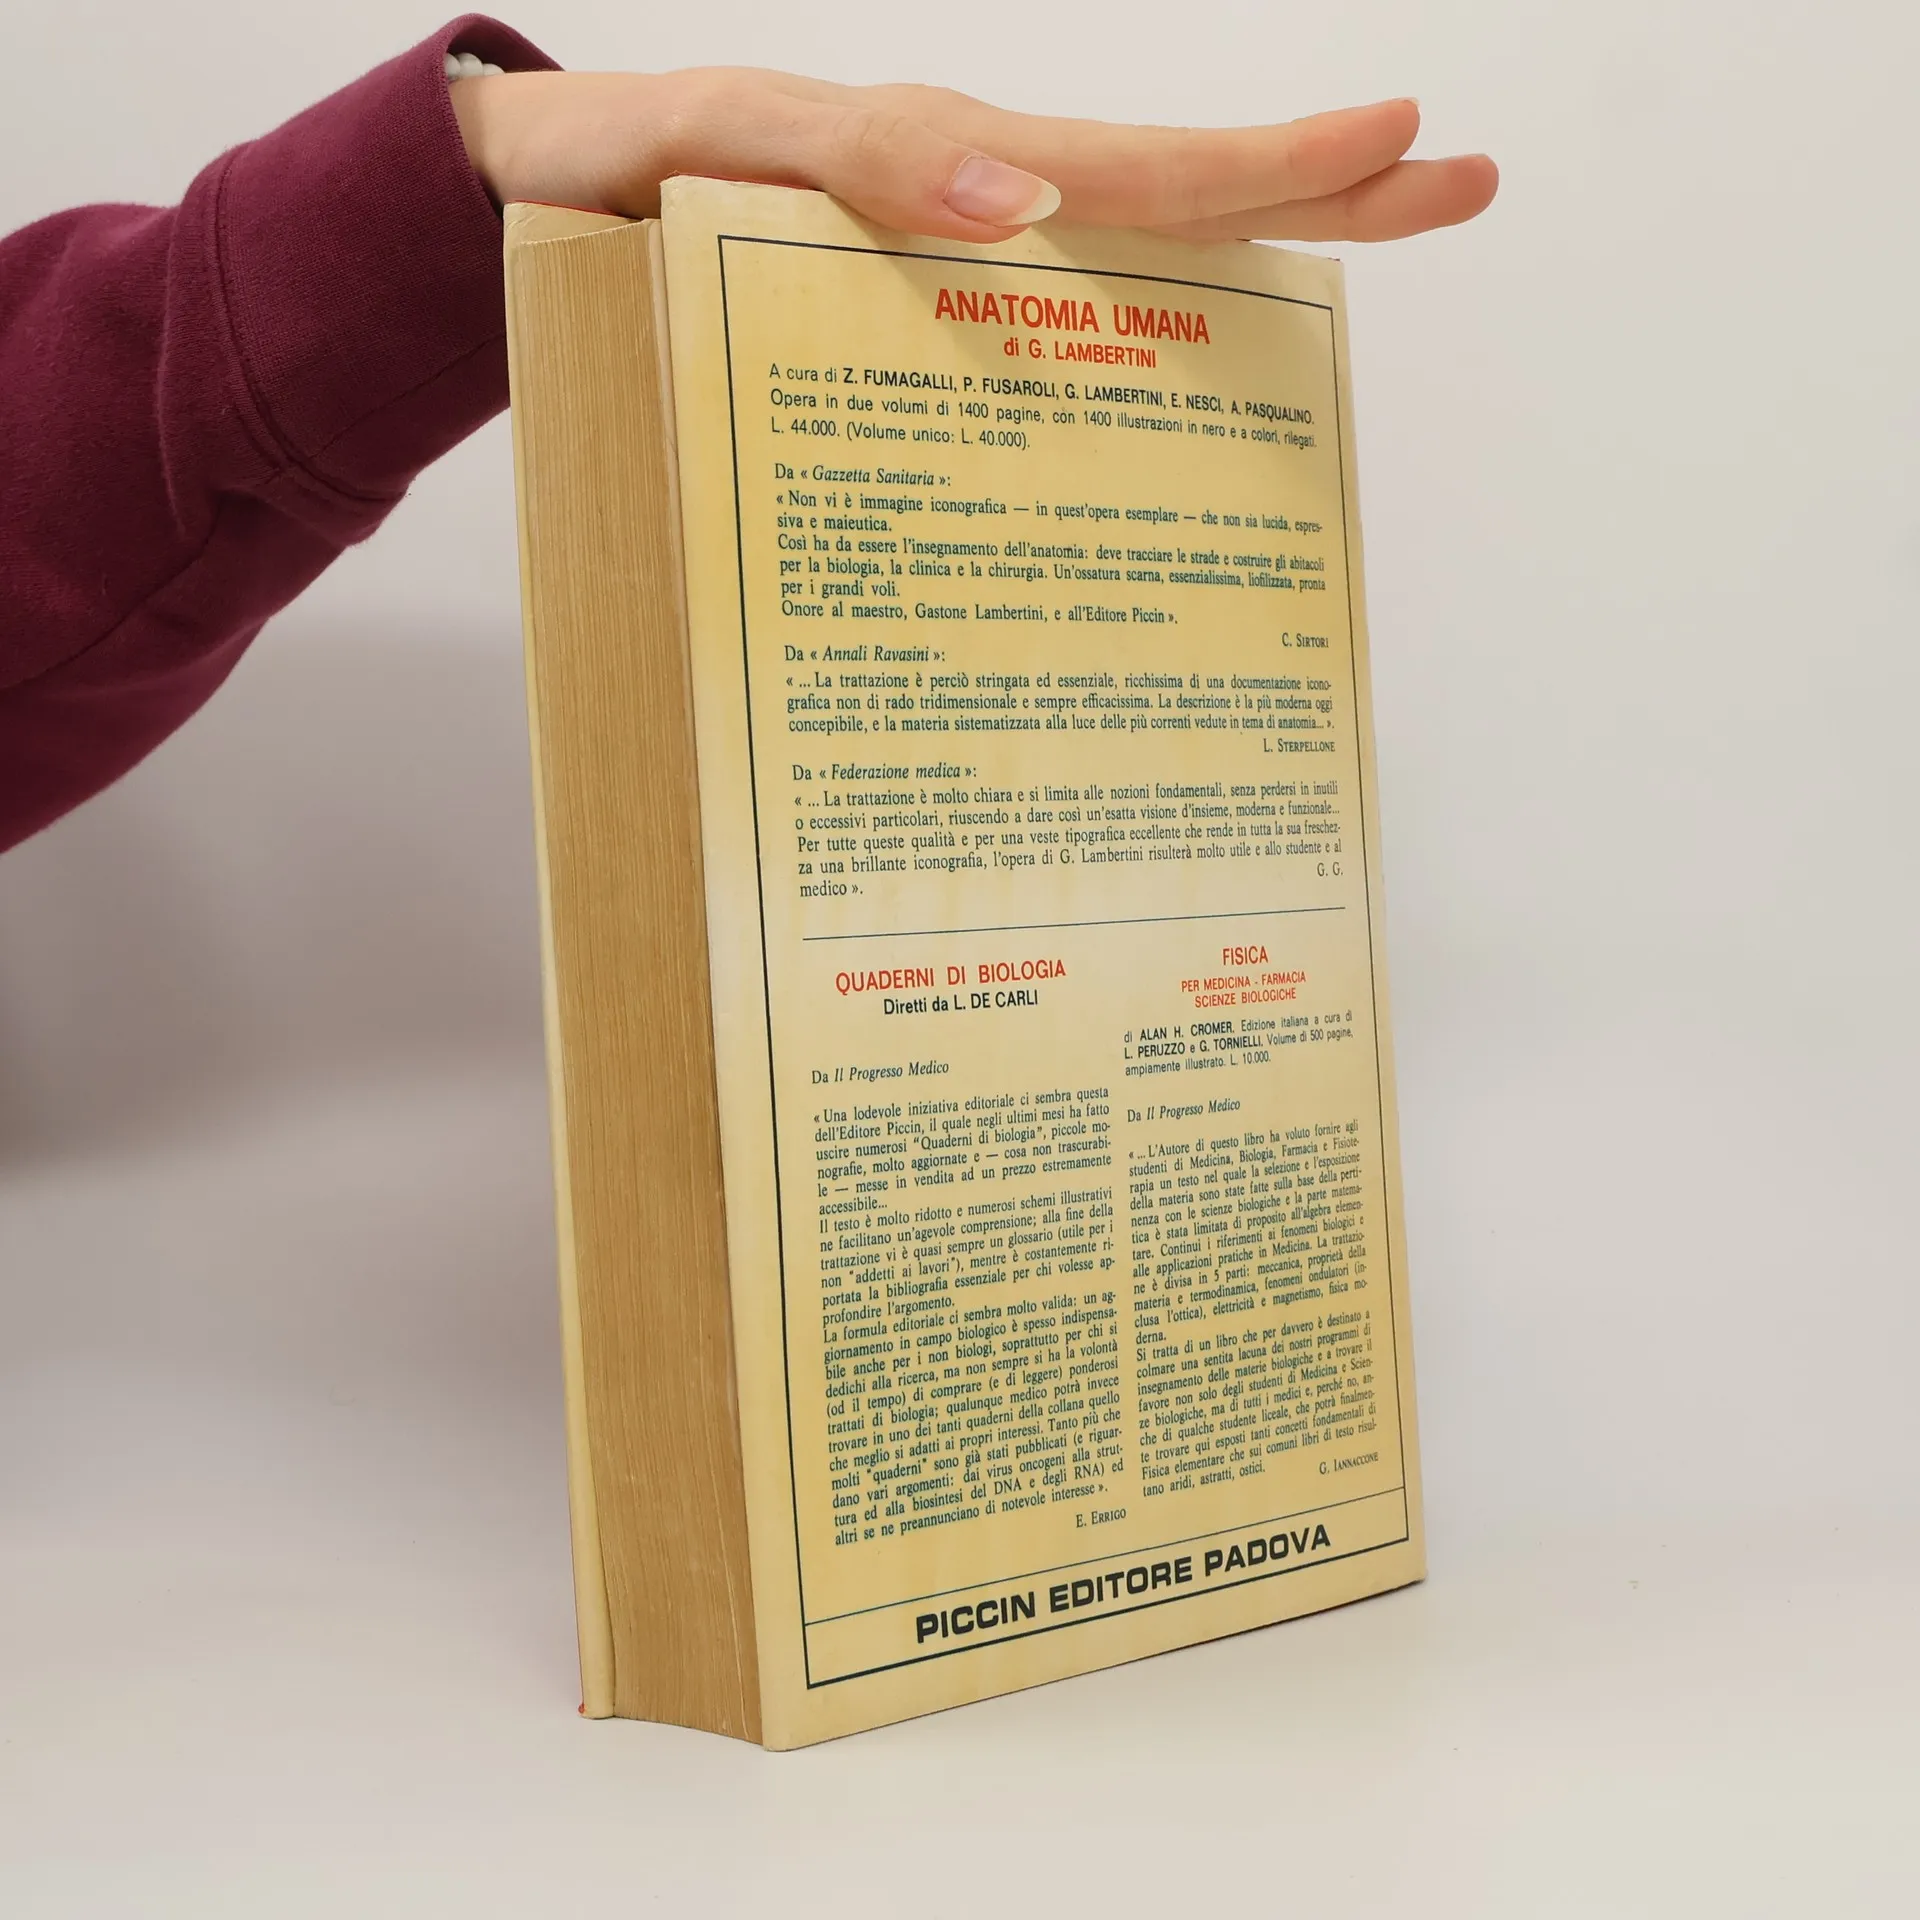 ANATOMIA UMANA
di G. LAMBERTINI
A cura di Z. FUMAGALLI, P. FUSAROLI, G. LAMBERTINI, E. NESCI, A. PASQUALINO.
Opera in due volumi di 1400 pagine, con 1400 illustrazioni in nero e a colori, rilegati.
L. 44.000. (Volume unico: L. 40.000).
Da « Gazzetta Sanitaria »:
« Non vi è immagine iconografica — in quest'opera esemplare — che non sia lucida, espres-
siva e maieutica.
Così ha da essere l'insegnamento dell'anatomia: deve tracciare le strade e costruire gli abitacoli
per la biologia, la clinica e la chirurgia. Un'ossatura scarna, essenzialissima, liofilizzata, pronta
per i grandi voli.
Onore al maestro, Gastone Lambertini, e all'Editore Piccin ».
C. SIRTORI
Da « Annali Ravasini »:
« ... La trattazione è perciò stringata ed essenziale, ricchissima di una documentazione icono-
grafica non di rado tridimensionale e sempre efficacissima. La descrizione è la più moderna oggi
concepibile, e la materia sistematizzata alla luce delle più correnti vedute in tema di anatomia... ».
L. STERPELLONE
Da « Federazione medica »:
« ... La trattazione è molto chiara e si limita alle nozioni fondamentali, senza perdersi in inutili
o eccessivi particolari, riuscendo a dare così un'esatta visione d'insieme, moderna e funzionale...
Per tutte queste qualità e per una veste tipografica eccellente che rende in tutta la sua freschez-
za una brillante iconografia, l'opera di G. Lambertini risulterà molto utile e allo studente e al
medico ».
G. G.
QUADERNI DI BIOLOGIA
Diretti da L. DE CARLI
Da Il Progresso Medico
« Una lodevole iniziativa editoriale ci sembra questa
dell'Editore Piccin, il quale negli ultimi mesi ha fatto
uscire numerosi "Quaderni di biologia", piccole mo-
nografie, molto aggiornate e — cosa non trascurabi-
le — messe in vendita ad un prezzo estremamente
accessibile...
Il testo è molto ridotto e numerosi schemi illustrativi
ne facilitano un'agevole comprensione; alla fine della
trattazione vi è quasi sempre un glossario (utile per i
non "addetti ai lavori"), mentre è costantemente ri-
portata la bibliografia essenziale per chi volesse ap-
profondire l'argomento.
La formula editoriale ci sembra molto valida: un ag-
giornamento in campo biologico è spesso indispensa-
bile anche per i non biologi, soprattutto per chi si
dedichi alla ricerca, ma non sempre si ha la volontà
(od il tempo) di comprare (e di leggere) ponderosi
trattati di biologia; qualunque medico potrà invece
trovare in uno dei tanti quaderni della collana quello
che meglio si adatti ai propri interessi. Tanto più che
molti "quaderni" sono già stati pubblicati (e riguar-
dano vari argomenti: dai virus oncogeni alla strut-
tura ed alla biosintesi del DNA e degli RNA) ed
altri se ne preannunciano di notevole interesse ».
E. ERRIGO
FISICA
PER MEDICINA - FARMACIA
SCIENZE BIOLOGICHE
di ALAN H. CROMER. Edizione italiana a cura di
L. PERUZZO e G. TORNIELLI. Volume di 500 pagine,
ampiamente illustrato. L. 10.000.
Da Il Progresso Medico
« ... L'Autore di questo libro ha voluto fornire agli
studenti di Medicina, Biologia, Farmacia e Fisiote-
rapia un testo nel quale la selezione e l'esposizione
della materia sono state fatte sulla base della perti-
nenza con le scienze biologiche e la parte matema-
tica è stata limitata di proposito all'algebra elemen-
tare. Continui i riferimenti ai fenomeni biologici e
alle applicazioni pratiche in Medicina. La trattazio-
ne è divisa in 5 parti: meccanica, proprietà della
materia e termodinamica, fenomeni ondulatori (in-
clusa l'ottica), elettricità e magnetismo, fisica mo-
derna.
Si tratta di un libro che per davvero è destinato a
colmare una sentita lacuna dei nostri programmi di
insegnamento delle materie biologiche e a trovare il
favore non solo degli studenti di Medicina e Scien-
ze biologiche, ma di tutti i medici e, perché no, an-
che di qualche studente liceale, che potrà finalmen-
te trovare qui esposti tanti concetti fondamentali di
Fisica elementare che sui comuni libri di testo risul-
tano aridi, astratti, ostici.
G. IANNACCONE
PICCIN EDITORE PADOVA